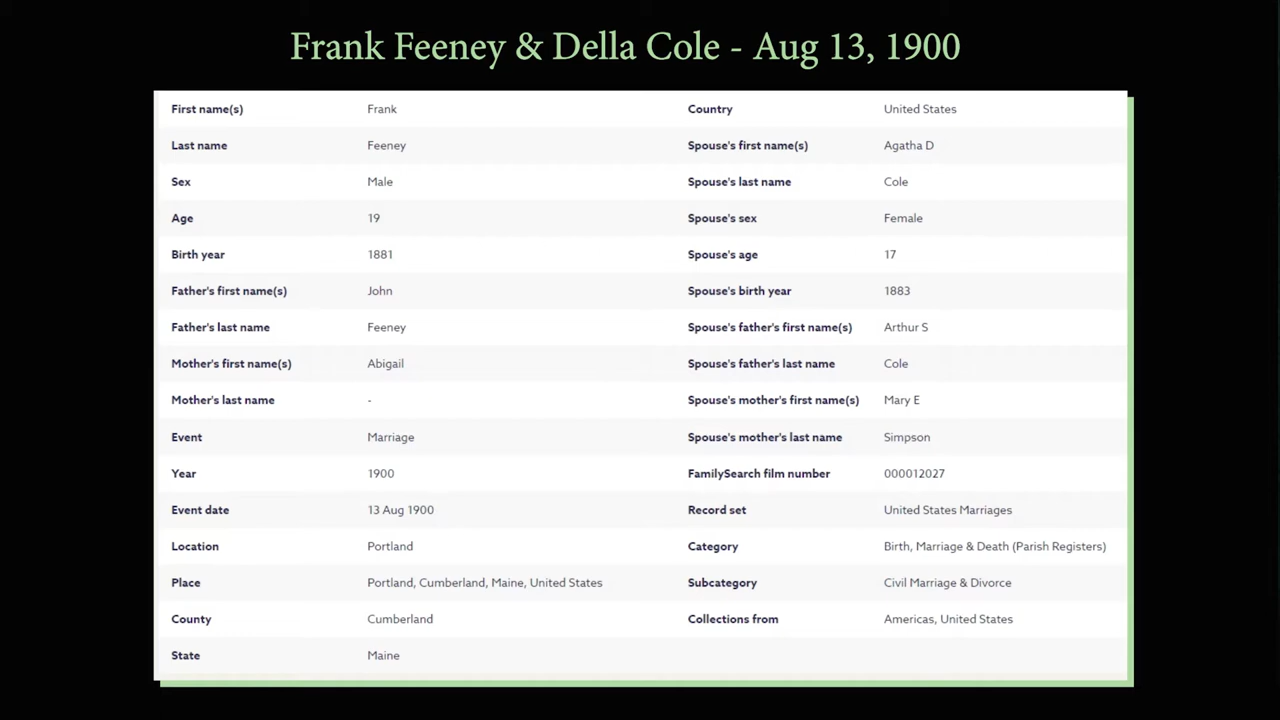 Frank Feeney & Della Cole - Aug 13, 1900
First name(s) Frank Country United States
Last name Feeney Spouse's first name(s) Agatha D
Sex Male Spouse's last name Cole
Age 19 Spouse's sex Female
Birth year 1881 Spouse's age 17
Father's first name(s) John Spouse's birth year 1883
Father's last name Feeney Spouse's father's first name(s) Arthur S
Mother's first name(s) Abigail Spouse's father's last name Cole
Mother's last name - Spouse's mother's first name(s) Mary E
Event Marriage Spouse's mother's last name Simpson
Year 1900 FamilySearch film number 000012027
Event date 13 Aug 1900 Record set United States Marriages
Location Portland Category Birth, Marriage & Death (Parish Registers)
Place Portland, Cumberland, Maine, United States Subcategory Civil Marriage & Divorce
County Cumberland Collections from Americas, United States
State Maine